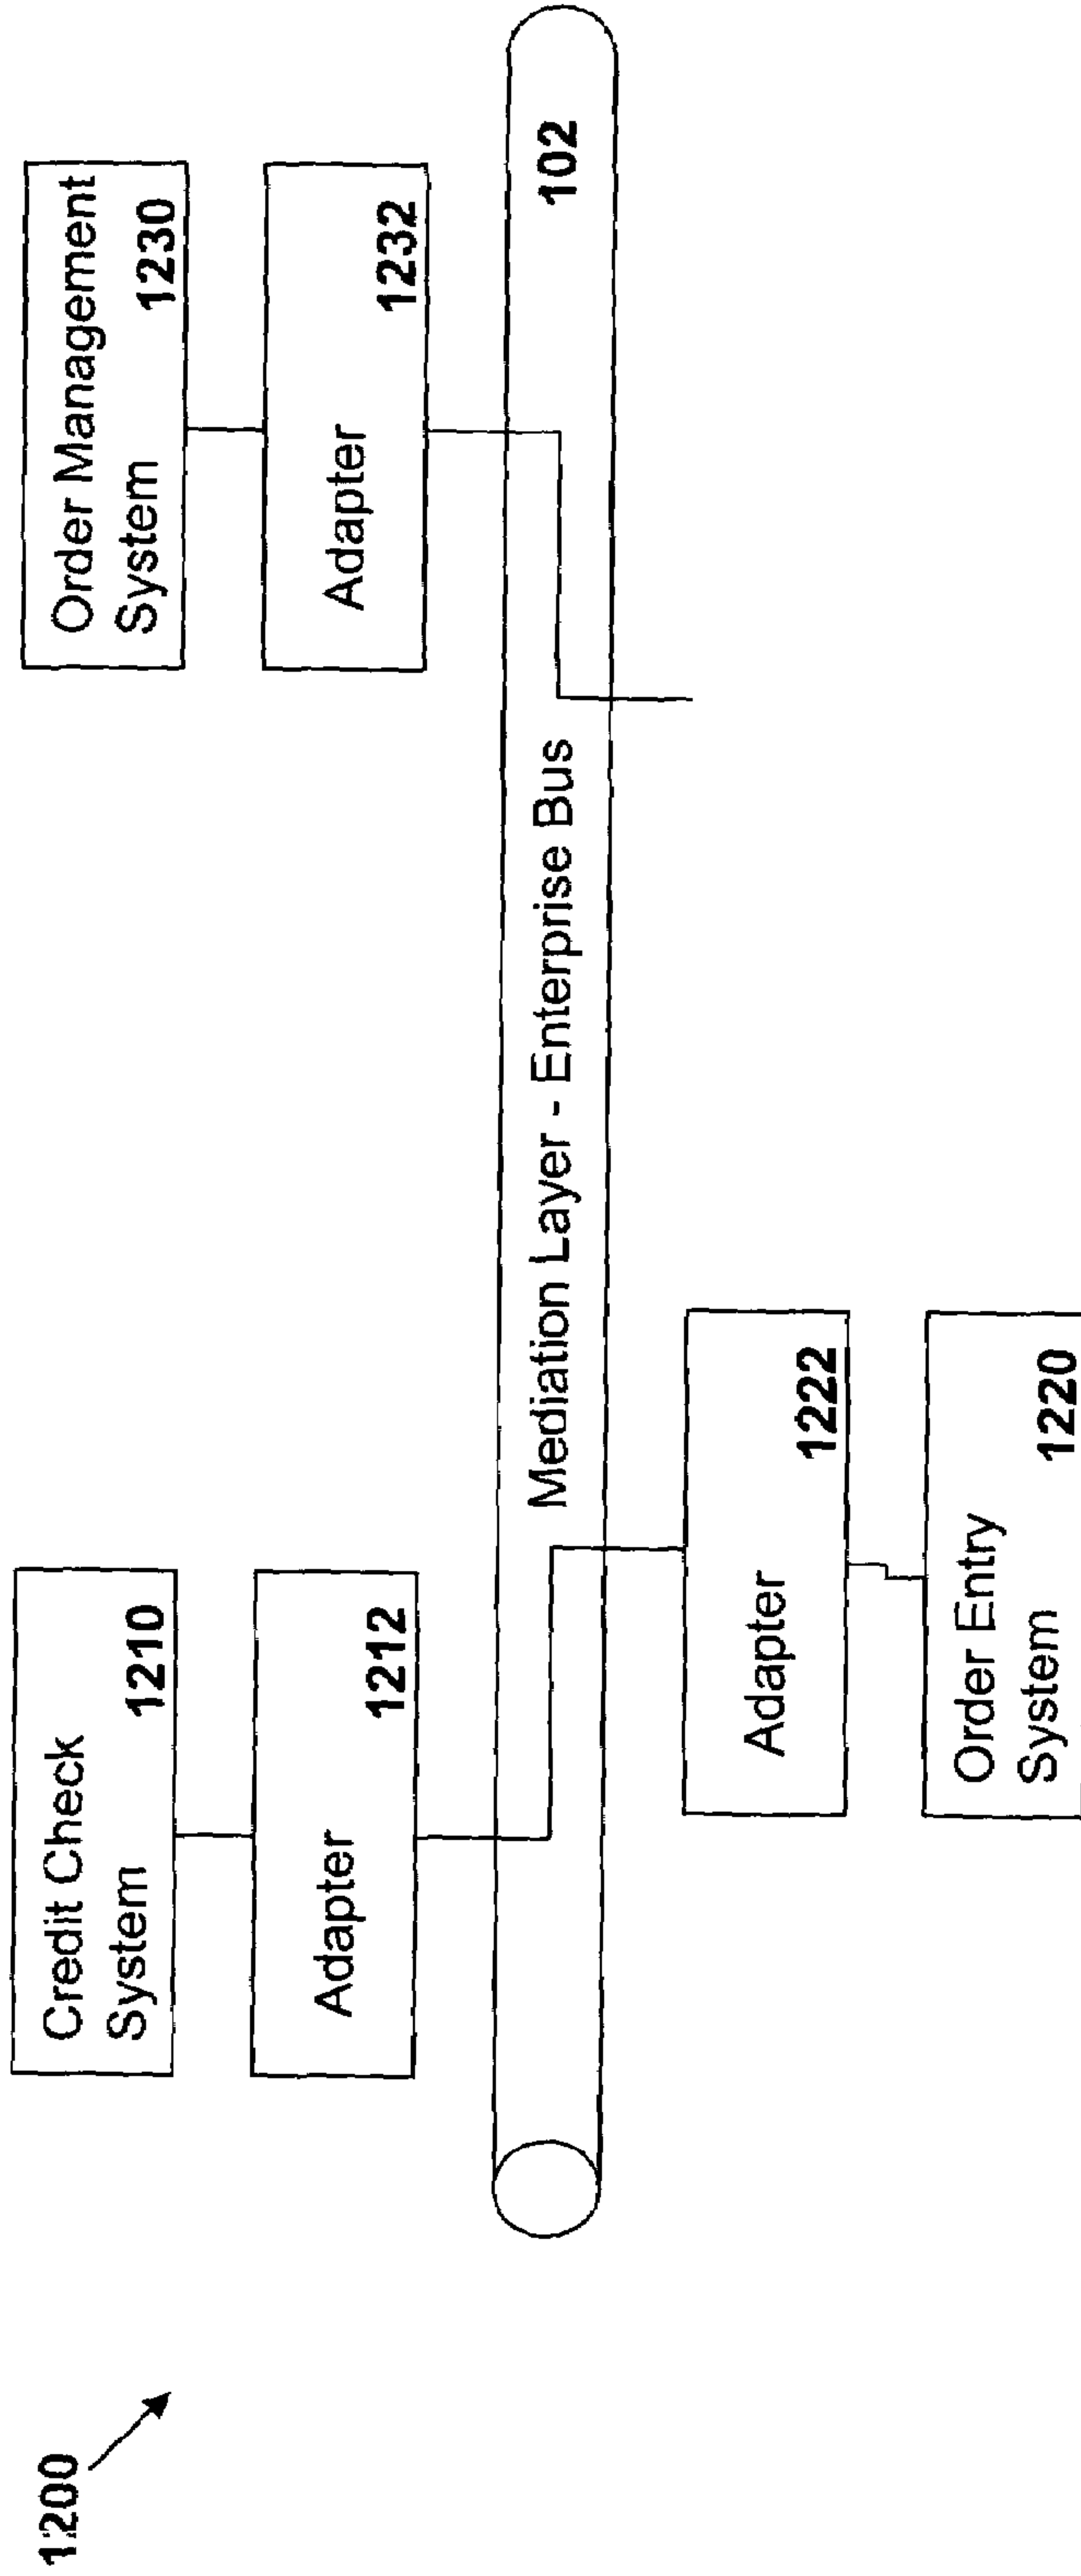 1200
Credit Check
System
1210
Adapter
1212
Order Management
System
1230
Adapter
1232
Mediation Layer - Enterprise Bus
102
Adapter
1222
Order Entry
System
1220